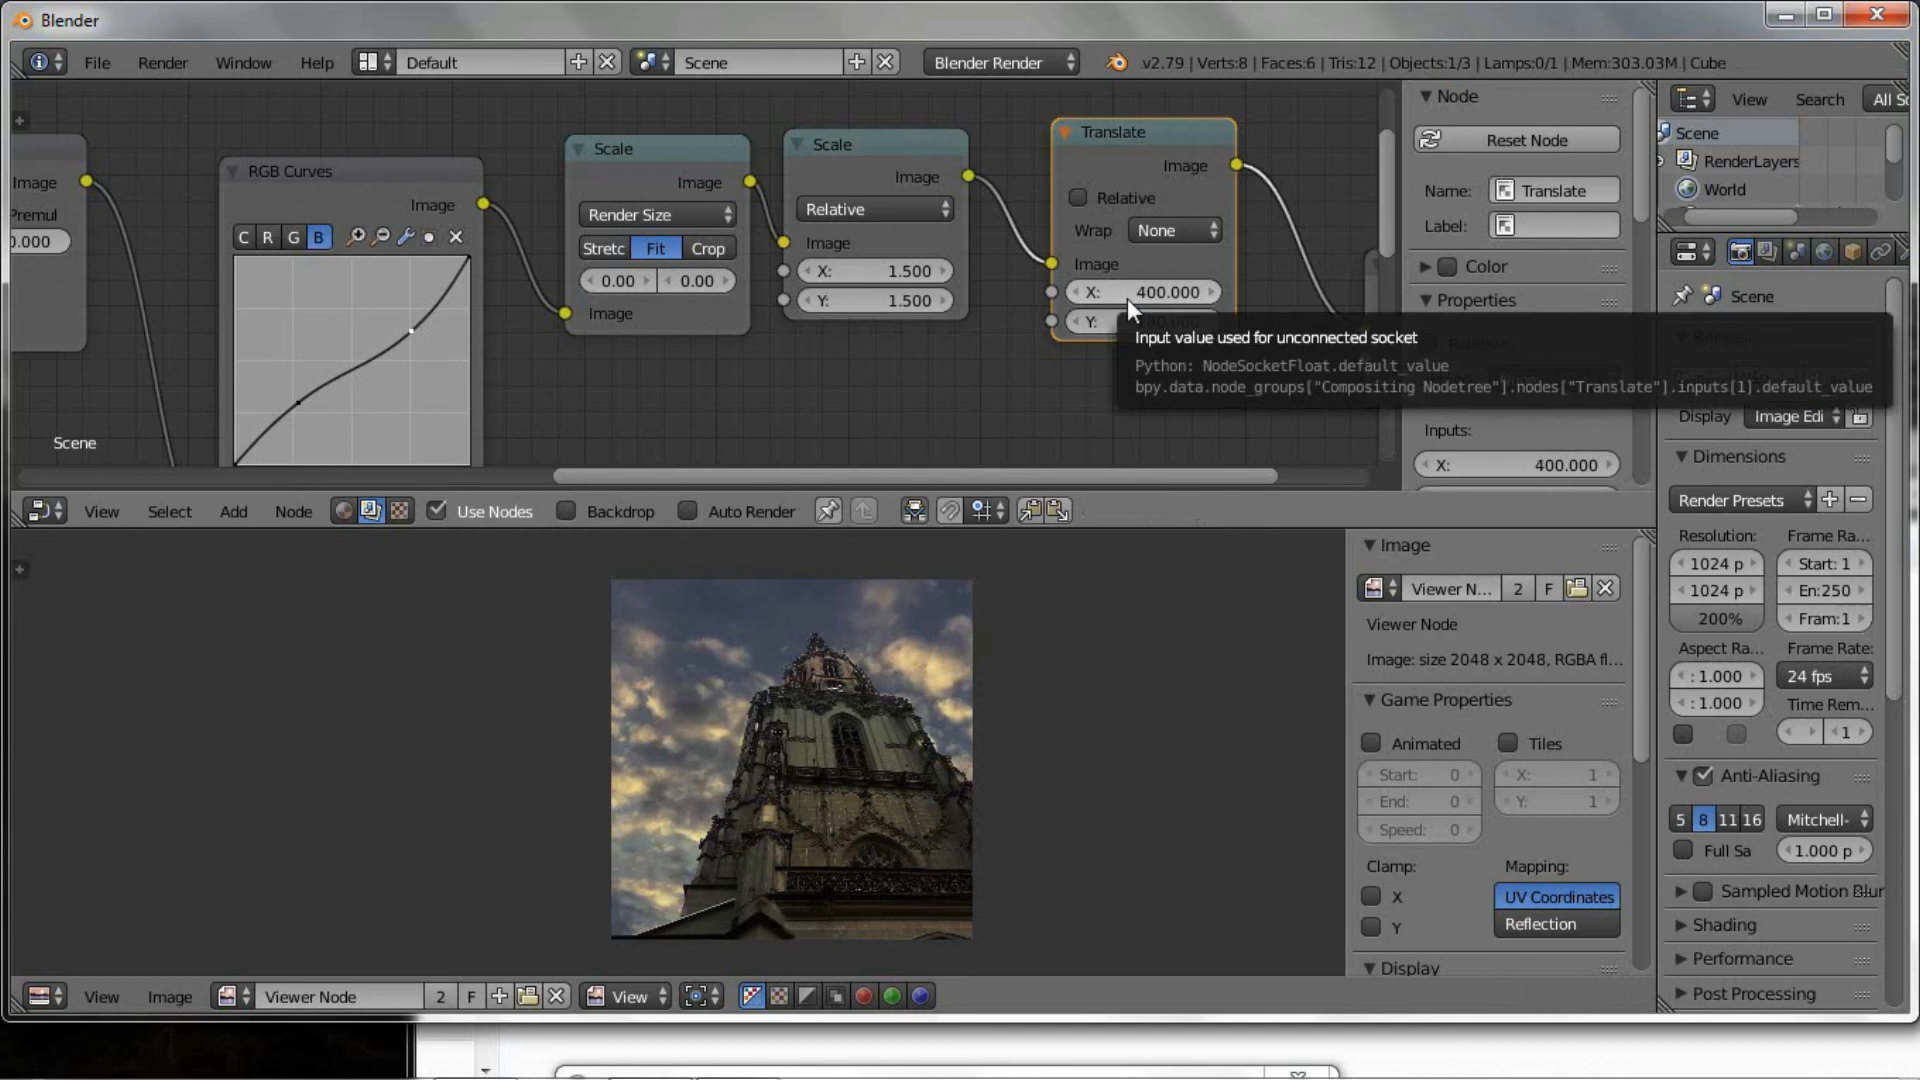 Blender
File Render Window Help Default Scene Blender Render v2.79 | Verts:8 | Faces:6 | Tris:12 | Objects:1/3 | Lamps:0/1 | Mem:303.03M | Cube
Image
Premul
0.000
RGB Curves
Image
C R G B
Scale
Image
Render Size
Stretc Fit Crop
0.00 0.00
Image
Scale
Image
Relative
Image
X: 1.500
Y: 1.500
Translate
Image
Relative
Wrap None
Image
X: 400.000
Y:
Input value used for unconnected socket
Python: NodeSocketFloat.default_value
bpy.data.node_groups["Compositing Nodetree"].nodes["Translate"].inputs[1].default_value
Scene
Node
Reset Node
Name: Translate
Label:
Color
Properties
Inputs:
X: 400.000
View Search All Sc
Scene
RenderLayers
World
Scene
Display Image Edi
Dimensions
Render Presets
Resolution: Frame Ra...
1024 p Start: 1
1024 p En:250
200% Fram:1
Aspect Ra... Frame Rate:
: 1.000 24 fps
: 1.000 Time Rem...
1
Anti-Aliasing
5 8 11 16 Mitchell-
Full Sa 1.000 p
Sampled Motion Blur
Shading
Performance
Post Processing
View Select Add Node Use Nodes Backdrop Auto Render
Image
Viewer N... 2 F
Viewer Node
Image: size 2048 x 2048, RGBA fl...
Game Properties
Animated Tiles
Start: 0 X: 1
End: 0 Y: 1
Speed: 0
Clamp: Mapping:
X UV Coordinates
Y Reflection
Display
View Image Viewer Node 2 F View